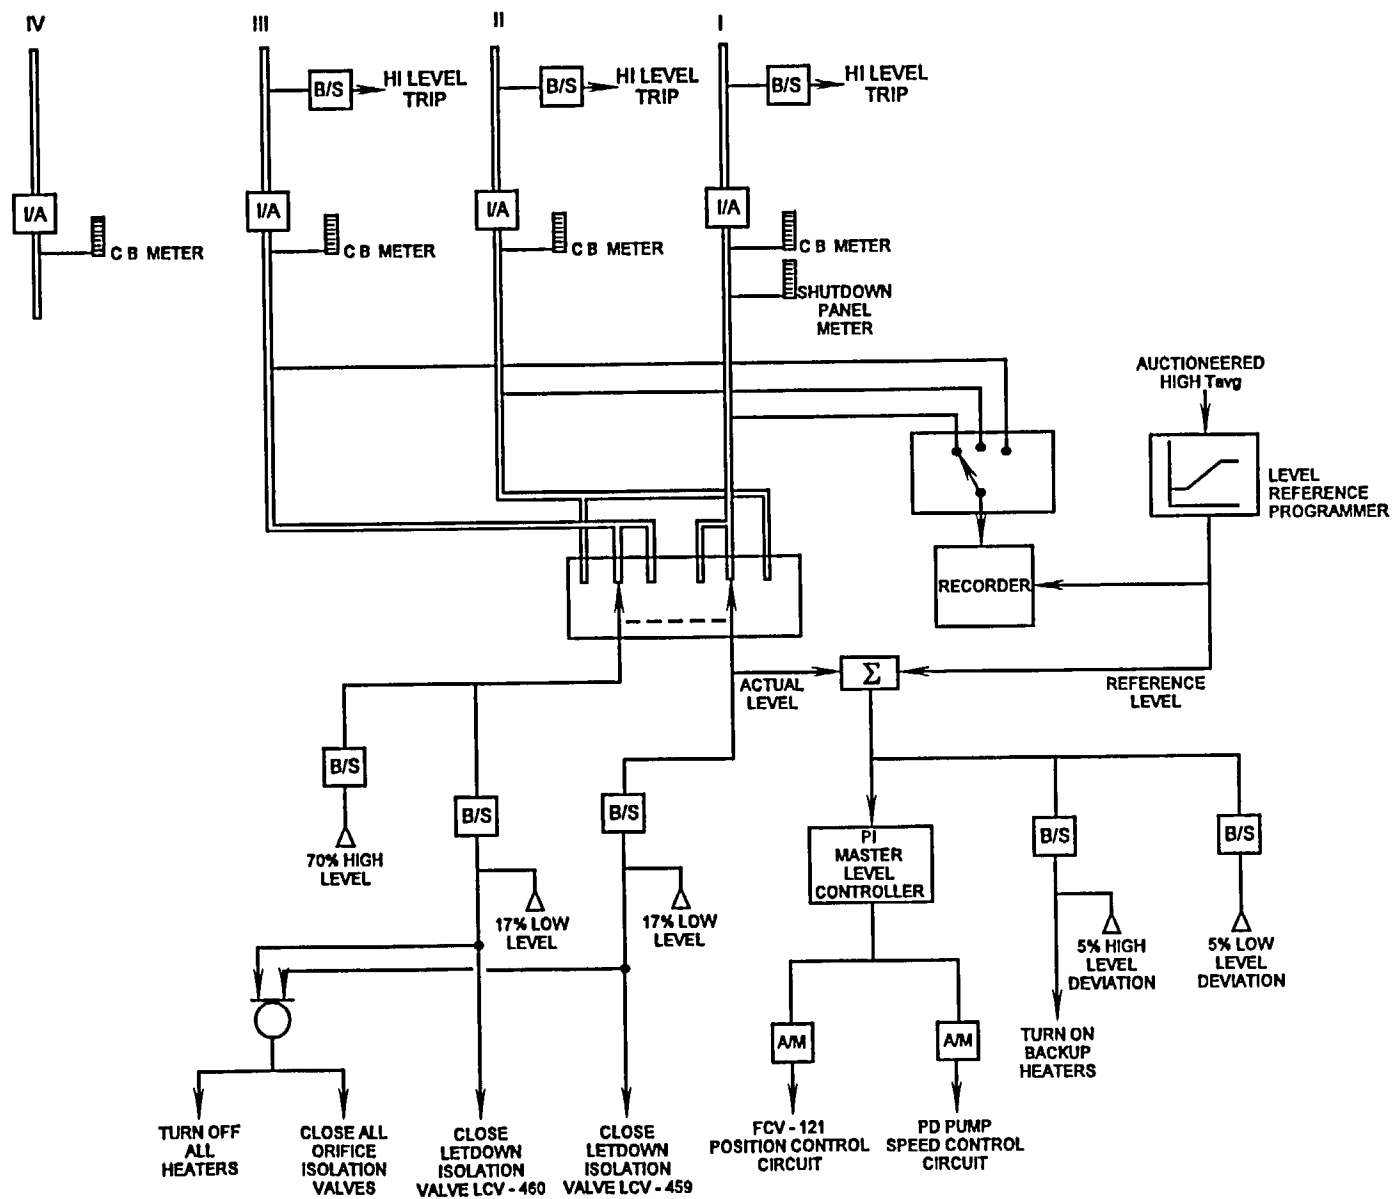 IV
III
II
I
B/S
HI LEVEL
TRIP
B/S
HI LEVEL
TRIP
B/S
HI LEVEL
TRIP
I/A
I/A
I/A
I/A
C B METER
C B METER
C B METER
C B METER
SHUTDOWN
PANEL
METER
AUCTIONEERED
HIGH Tavg
LEVEL
REFERENCE
PROGRAMMER
RECORDER
ACTUAL
LEVEL
Σ
REFERENCE
LEVEL
B/S
70% HIGH
LEVEL
B/S
17% LOW
LEVEL
B/S
17% LOW
LEVEL
PI
MASTER
LEVEL
CONTROLLER
B/S
5% HIGH
LEVEL
DEVIATION
B/S
5% LOW
LEVEL
DEVIATION
A/M
A/M
TURN ON
BACKUP
HEATERS
TURN OFF
ALL
HEATERS
CLOSE ALL
ORIFICE
ISOLATION
VALVES
CLOSE
LETDOWN
ISOLATION
VALVE LCV - 460
CLOSE
LETDOWN
ISOLATION
VALVE LCV - 459
FCV - 121
POSITION CONTROL
CIRCUIT
PD PUMP
SPEED CONTROL
CIRCUIT